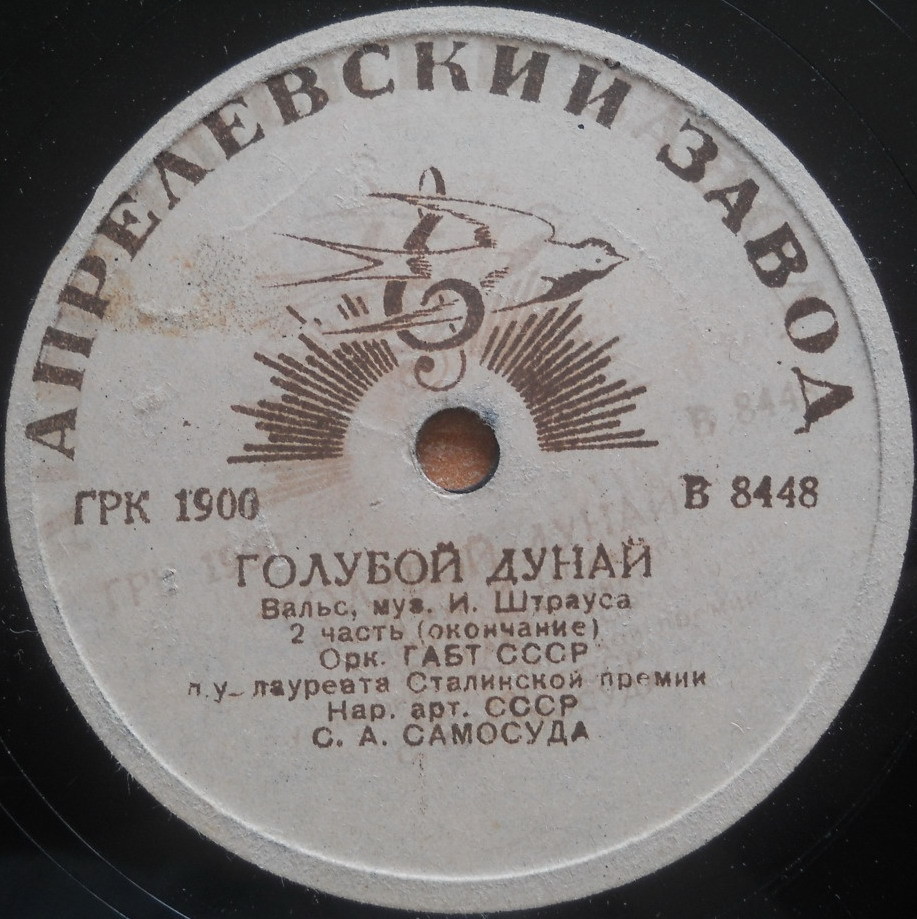 АПРЕЛЕВСКИЙ ЗАВОД
ГРК 1900
В 8448
ГОЛУБОЙ ДУНАЙ
Вальс, муз. И. Штрауса
2 часть (окончание)
Орк. ГАБТ СССР
п.у. лауреата Сталинской премии
Нар. арт. СССР
С. А. САМОСУДА